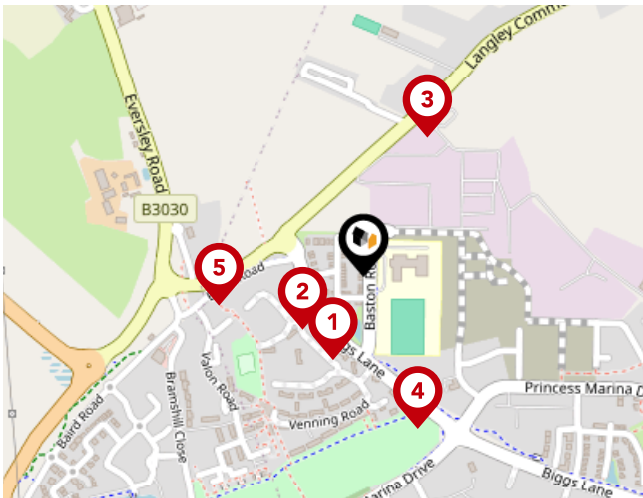 Langley Comm
3
Eversley Road
B3030
5
Road
2
Baston Ro
1
ggs Lane
4
Valon Road
Bramshill Close
Baird Road
Venning Road
Princess Marina D
Marina Drive
Biggs Lane